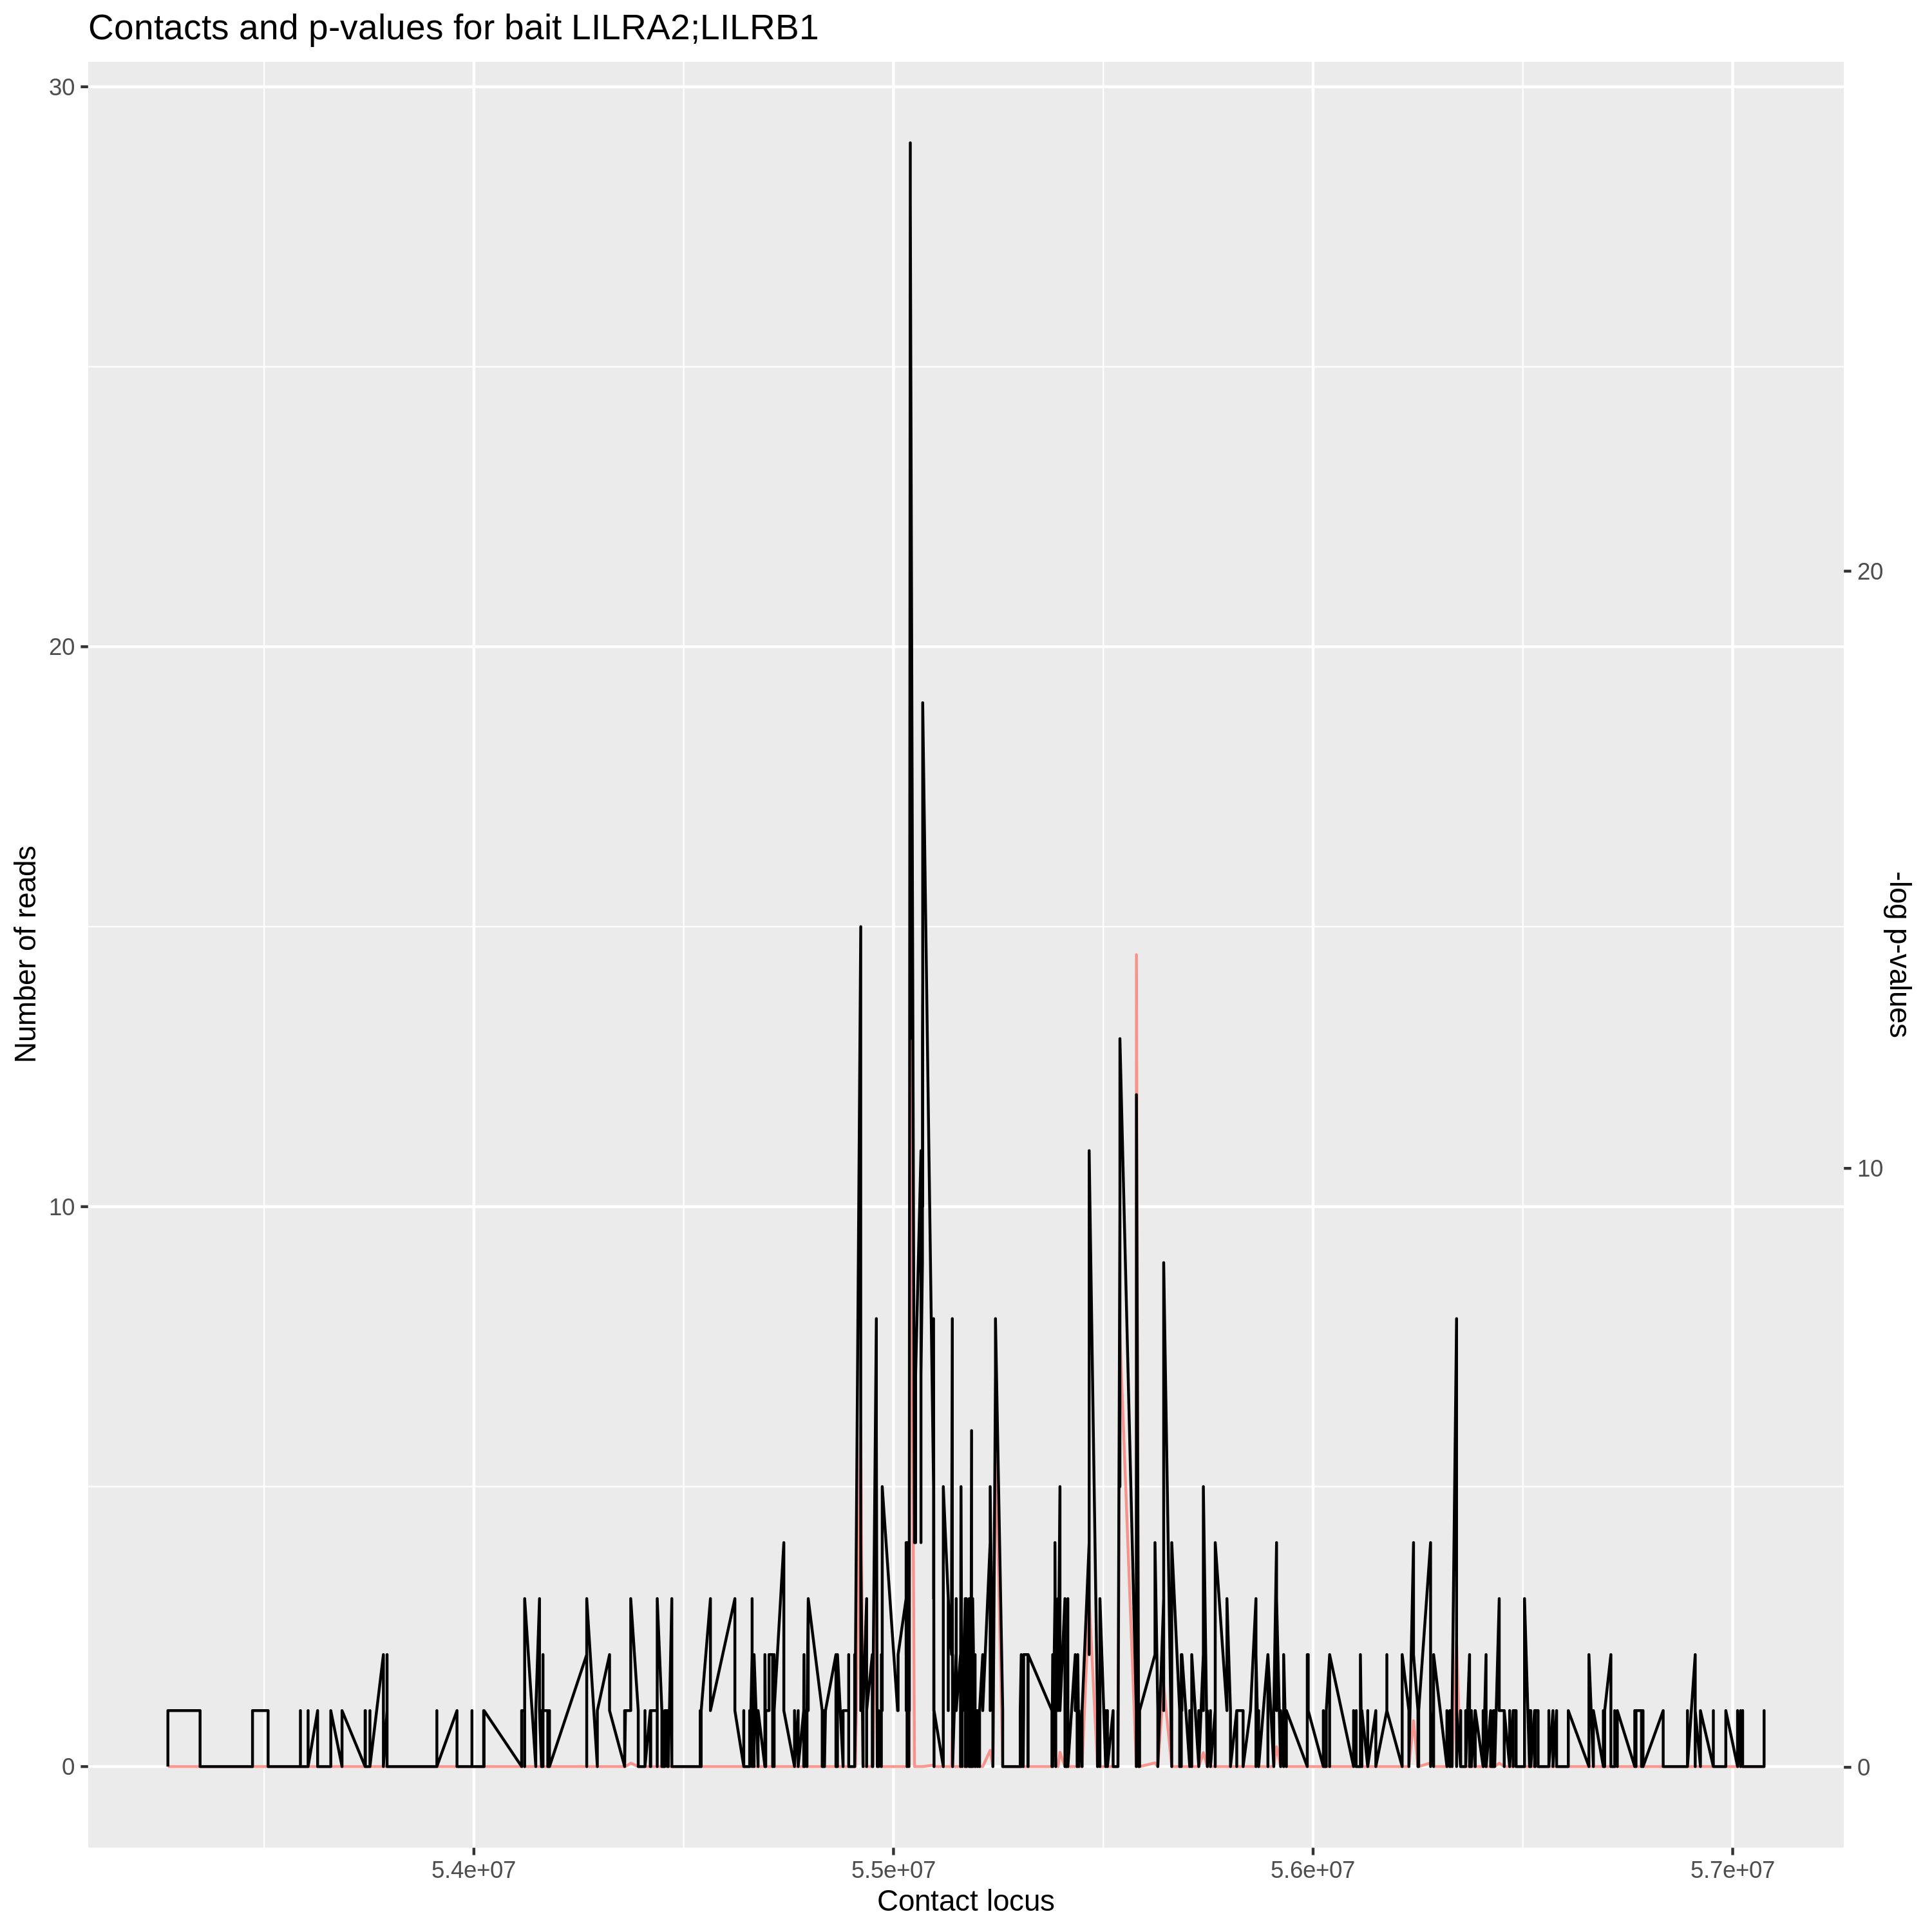 Contacts and p-values for bait LILRA2;LILRB1
30
20
10
0
Number of reads
20
10
0
-log p-values
5.4e+07 5.5e+07 5.6e+07 5.7e+07
Contact locus